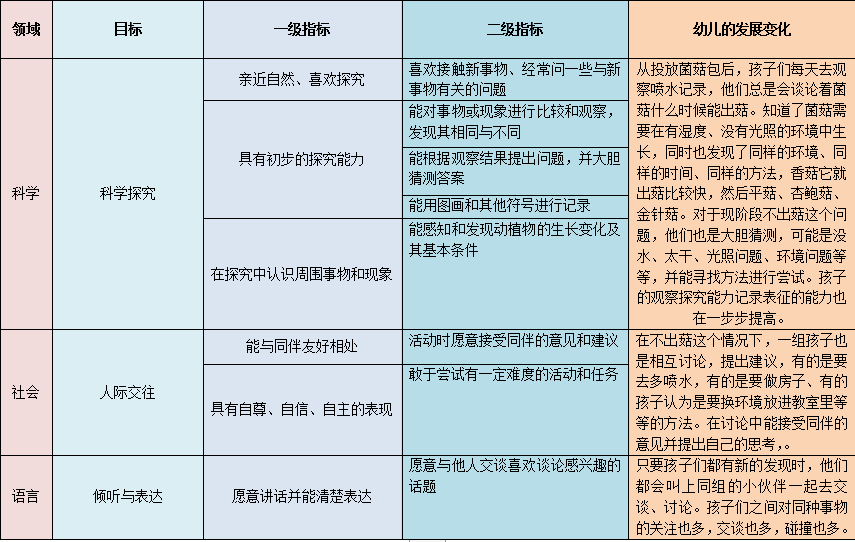 领域
目标
一级指标
二级指标
幼儿的发展变化
科学
科学探究
亲近自然、喜欢探究
喜欢接触新事物、经常问一些与新
事物有关的问题
具有初步的探究能力
能对事物或现象进行比较和观察，
发现其相同与不同
能根据观察结果提出问题，并大胆
猜测答案
能用图画和其他符号进行记录
在探究中认识周围事物和现象
能感知和发现动植物的生长变化及
其基本条件
从投放菌菇包后，孩子们每天去观
察喷水记录，他们总是会谈论着菌
菇什么时候能出菇。知道了菌菇需
要在有湿度、没有光照的环境中生
长，同时也发现了同样的环境、同
样的时间、同样的方法，香菇它就
出菇比较快，然后平菇、杏鲍菇、
金针菇。对于现阶段不出菇这个问
题，他们也是大胆猜测，可能是没
水、太干、光照问题、环境问题等
等，并能寻找方法进行尝试。孩子
的观察探究能力记录表征的能力也
在一步步提高。
社会
人际交往
能与同伴友好相处
活动时愿意接受同伴的意见和建议
具有自尊、自信、自主的表现
敢于尝试有一定难度的活动和任务
在不出菇这个情况下，一组孩子也
是相互讨论，提出建议，有的是要
去多喷水，有的是要做房子、有的
孩子认为是要换环境放进教室里等
等的方法。在讨论中能接受同伴的
意见并提出自己的思考，。
语言
倾听与表达
愿意讲话并能清楚表达
愿意与他人交谈喜欢谈论感兴趣的
话题
只要孩子们都有新的发现时，他们
都会叫上同组的小伙伴一起去交
谈、讨论。孩子们之间对同种事物
的关注也多，交谈也多，碰撞也多。